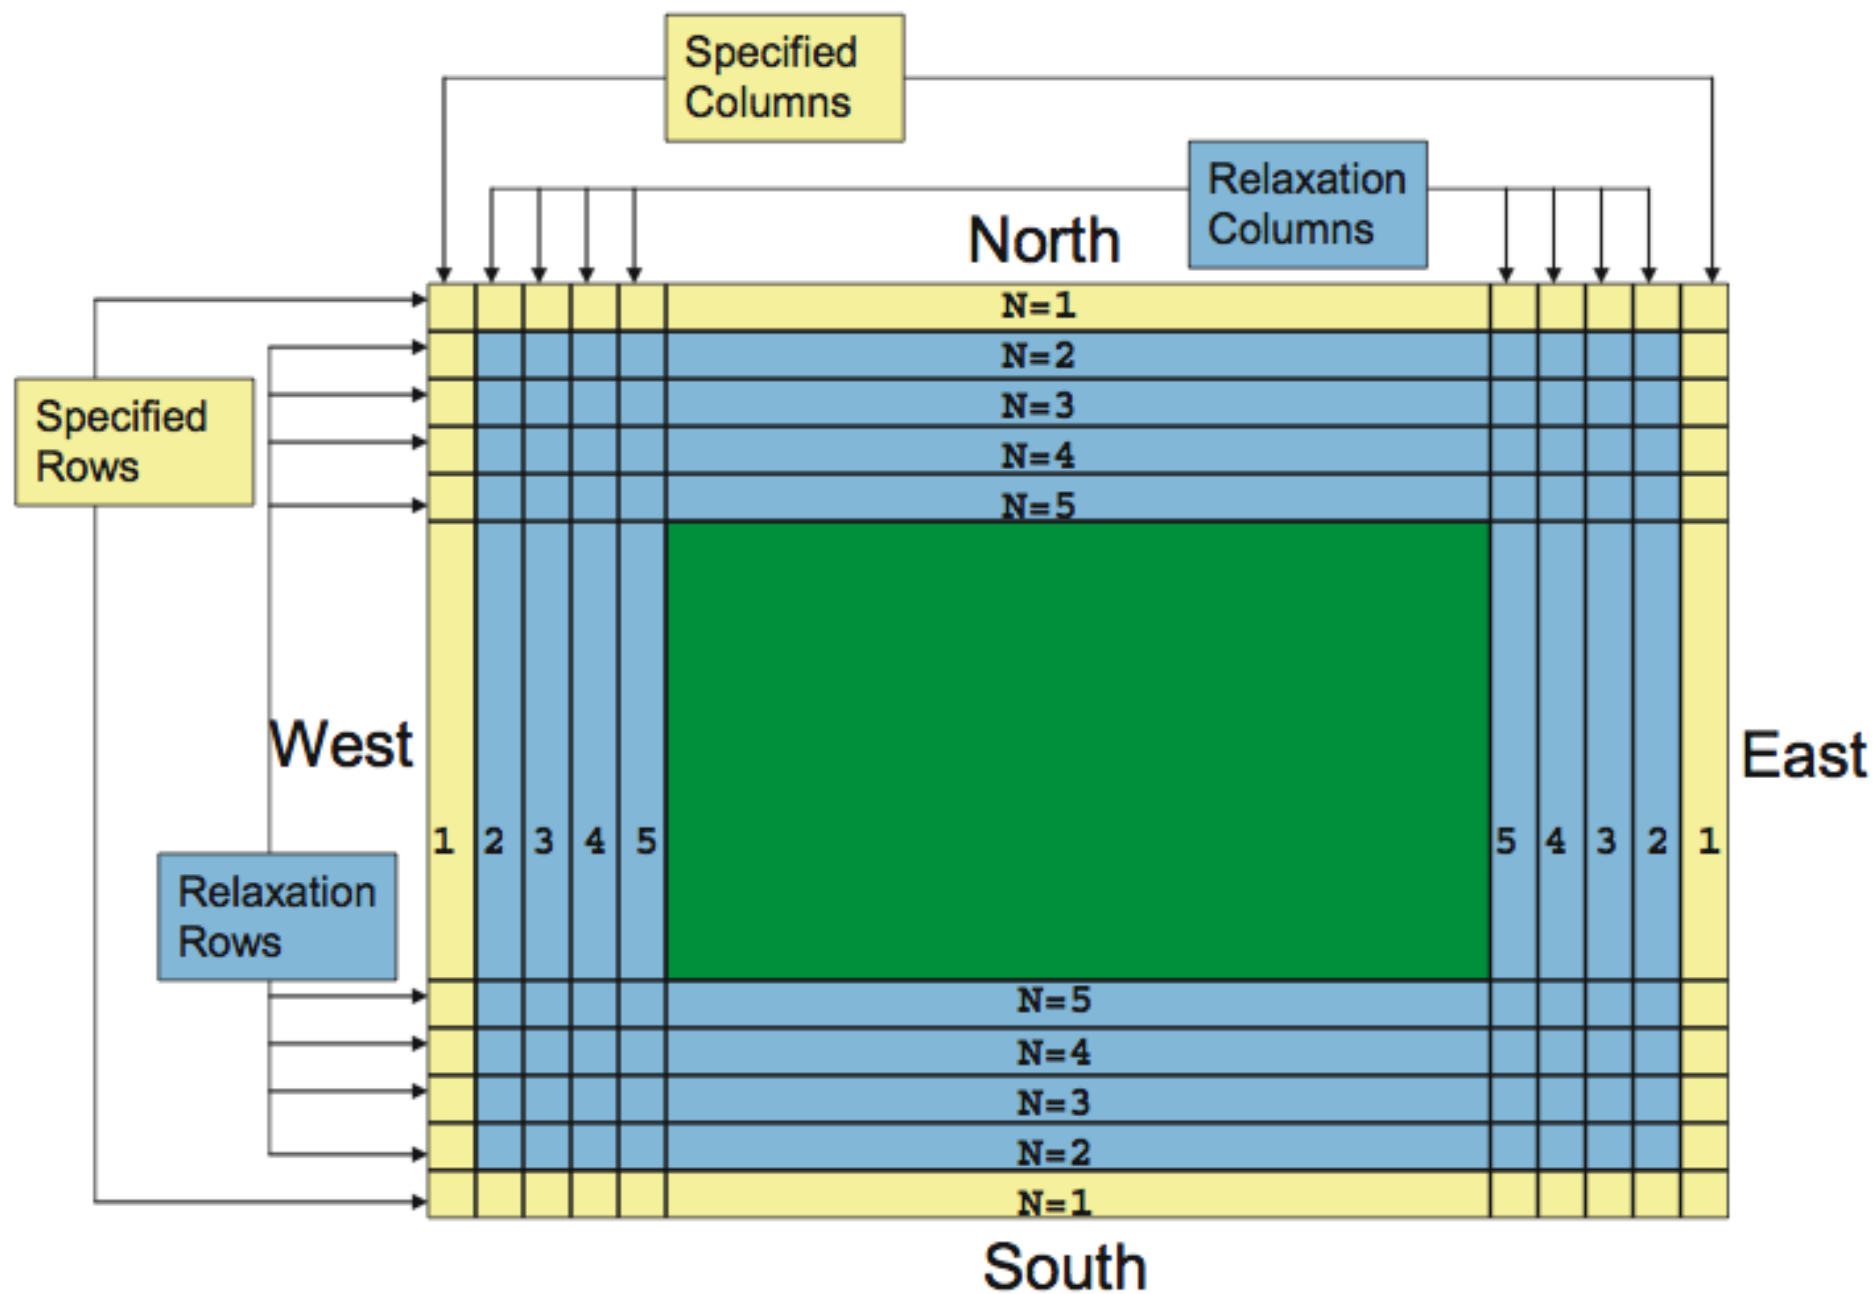 Specified
Columns
Relaxation
Columns
North
N=1
N=2
N=3
N=4
N=5
Specified
Rows
West
East
1 2 3 4 5 5 4 3 2 1
Relaxation
Rows
N=5
N=4
N=3
N=2
N=1
South